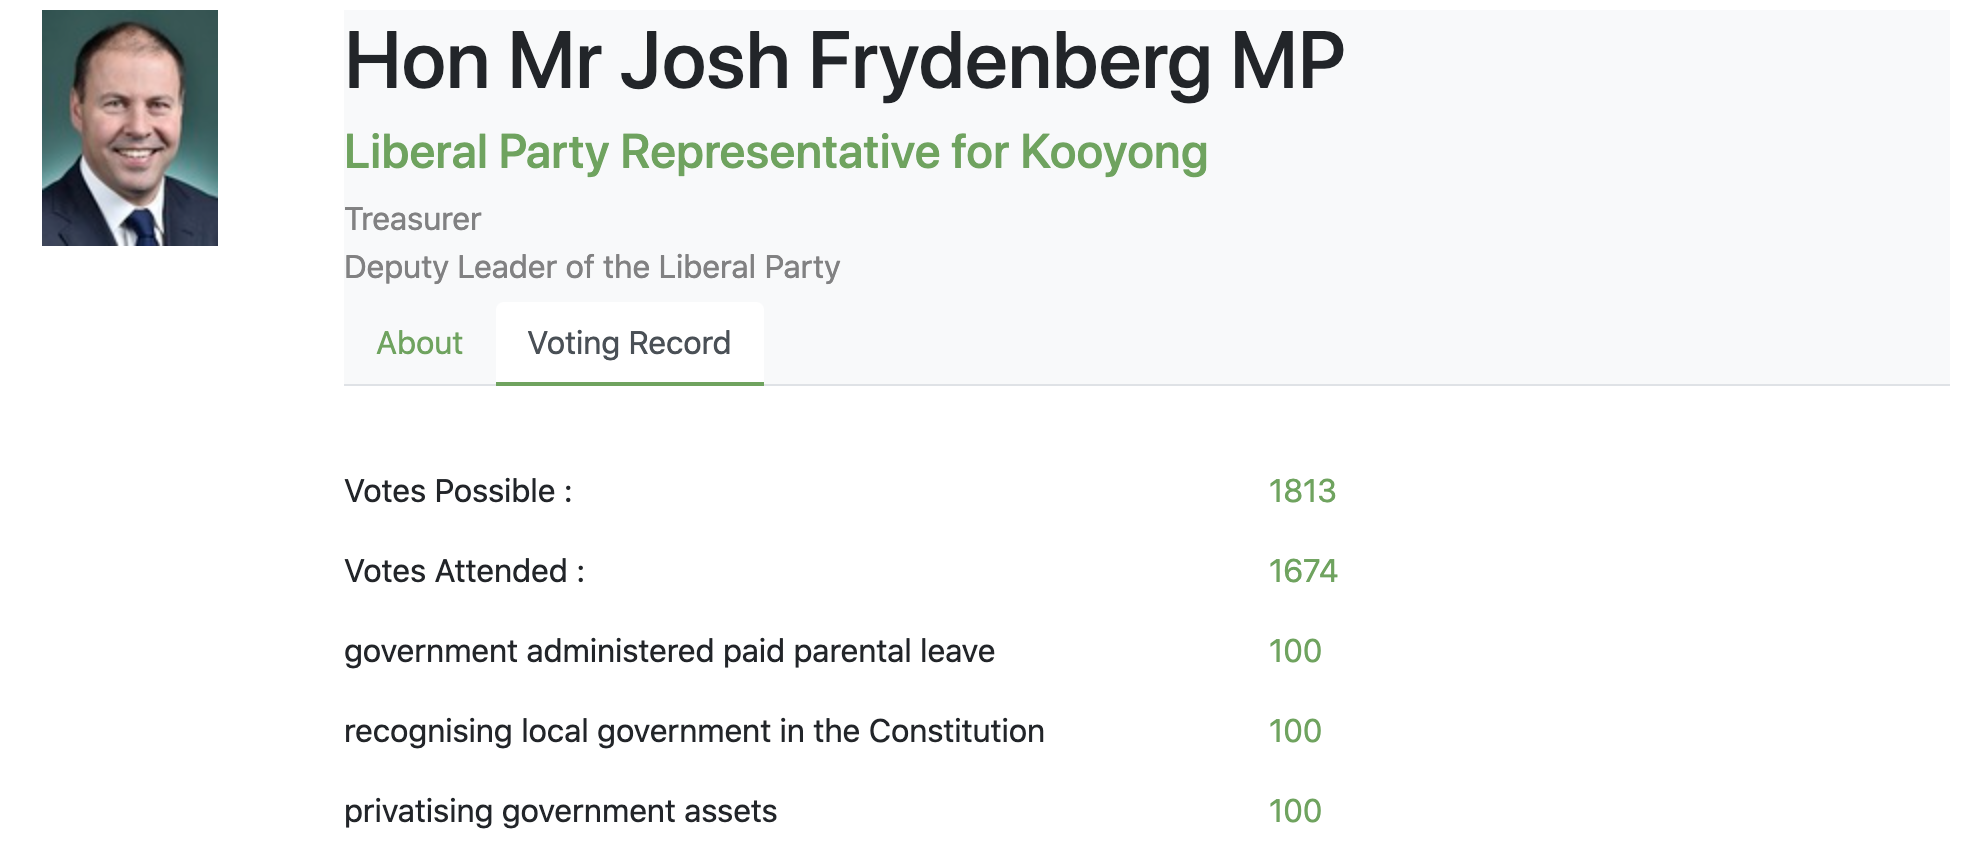 Hon Mr Josh Frydenberg MP
Liberal Party Representative for Kooyong
Treasurer
Deputy Leader of the Liberal Party
About Voting Record
Votes Possible : 1813
Votes Attended : 1674
government administered paid parental leave 100
recognising local government in the Constitution 100
privatising government assets 100